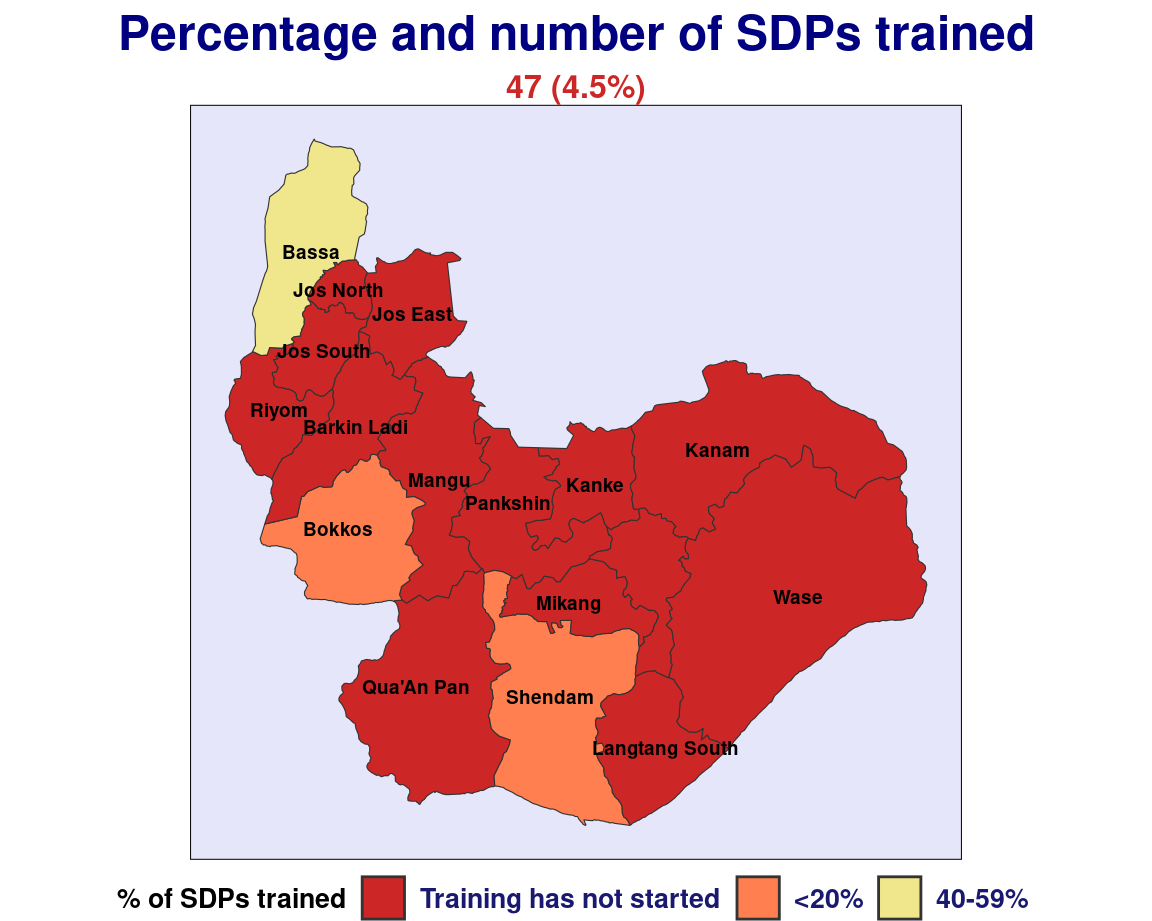 Percentage and number of SDPs trained
47 (4.5%)
Bassa
Jos North
Jos East
Jos South
Riyom
Barkin Ladi
Kanam
Mangu
Kanke
Pankshin
Bokkos
Wase
Mikang
Qua'An Pan
Shendam
Langtang South
% of SDPs trained Training has not started <20% 40-59%